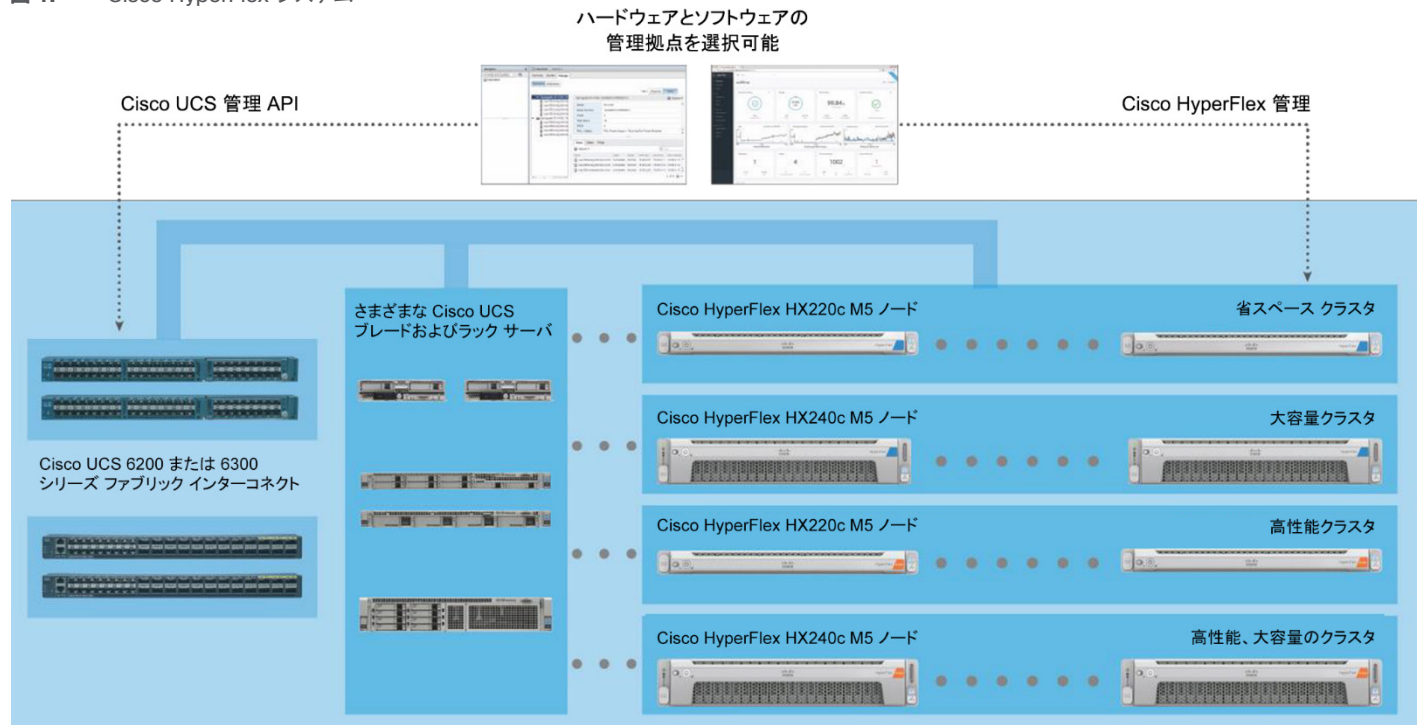 Cisco HyperFlex システム
ハードウェアとソフトウェアの
管理拠点を選択可能
Cisco UCS 管理 API
Cisco HyperFlex 管理
さまざまな Cisco UCS
ブレードおよびラック サーバ
Cisco HyperFlex HX220c M5 ノード
省スペース クラスタ
Cisco HyperFlex HX240c M5 ノード
大容量クラスタ
Cisco UCS 6200 または 6300
シリーズ ファブリック インターコネクト
Cisco HyperFlex HX220c M5 ノード
高性能クラスタ
Cisco HyperFlex HX240c M5 ノード
高性能、大容量のクラスタ